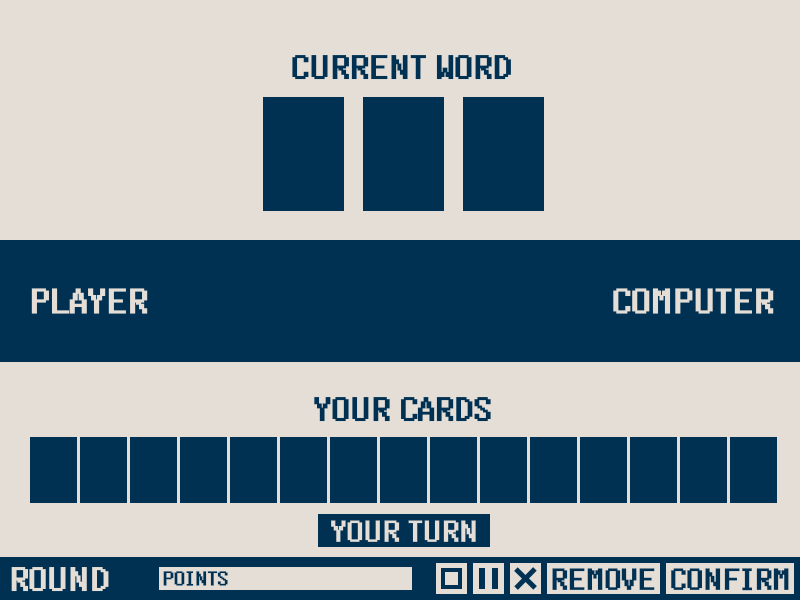 CURRENT WORD
PLAYER
COMPUTER
YOUR CARDS
YOUR TURN
ROUND
POINTS
REMOVE
CONFIRM